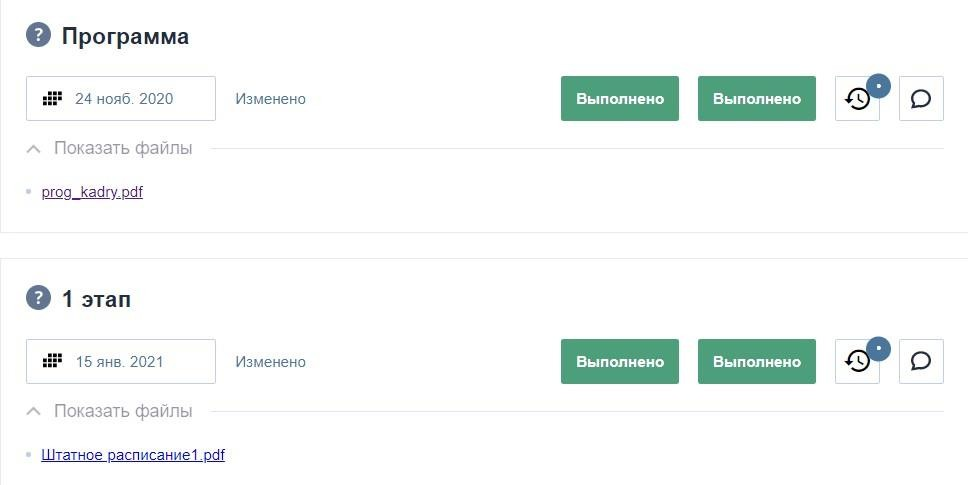 ? Программа
24 нояб. 2020 Изменено Выполнено Выполнено
Показать файлы
prog_kadry.pdf
? 1 этап
15 янв. 2021 Изменено Выполнено Выполнено
Показать файлы
Штатное расписание1.pdf